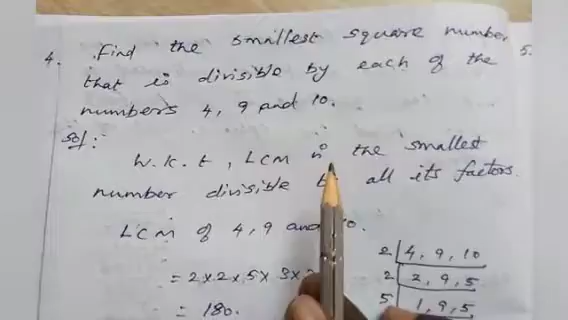 4. Find the smallest square number 5.
that is divisible by each of the
numbers 4, 9 and 10.
Sol:-
W.K.t, LCM is the smallest
number divisible by all its factors.
LCM of 4, 9 and 10.
2 | 4, 9, 10
= 2×2×5×3×
2 | 2, 9, 5
= 180.
5 | 1, 9, 5